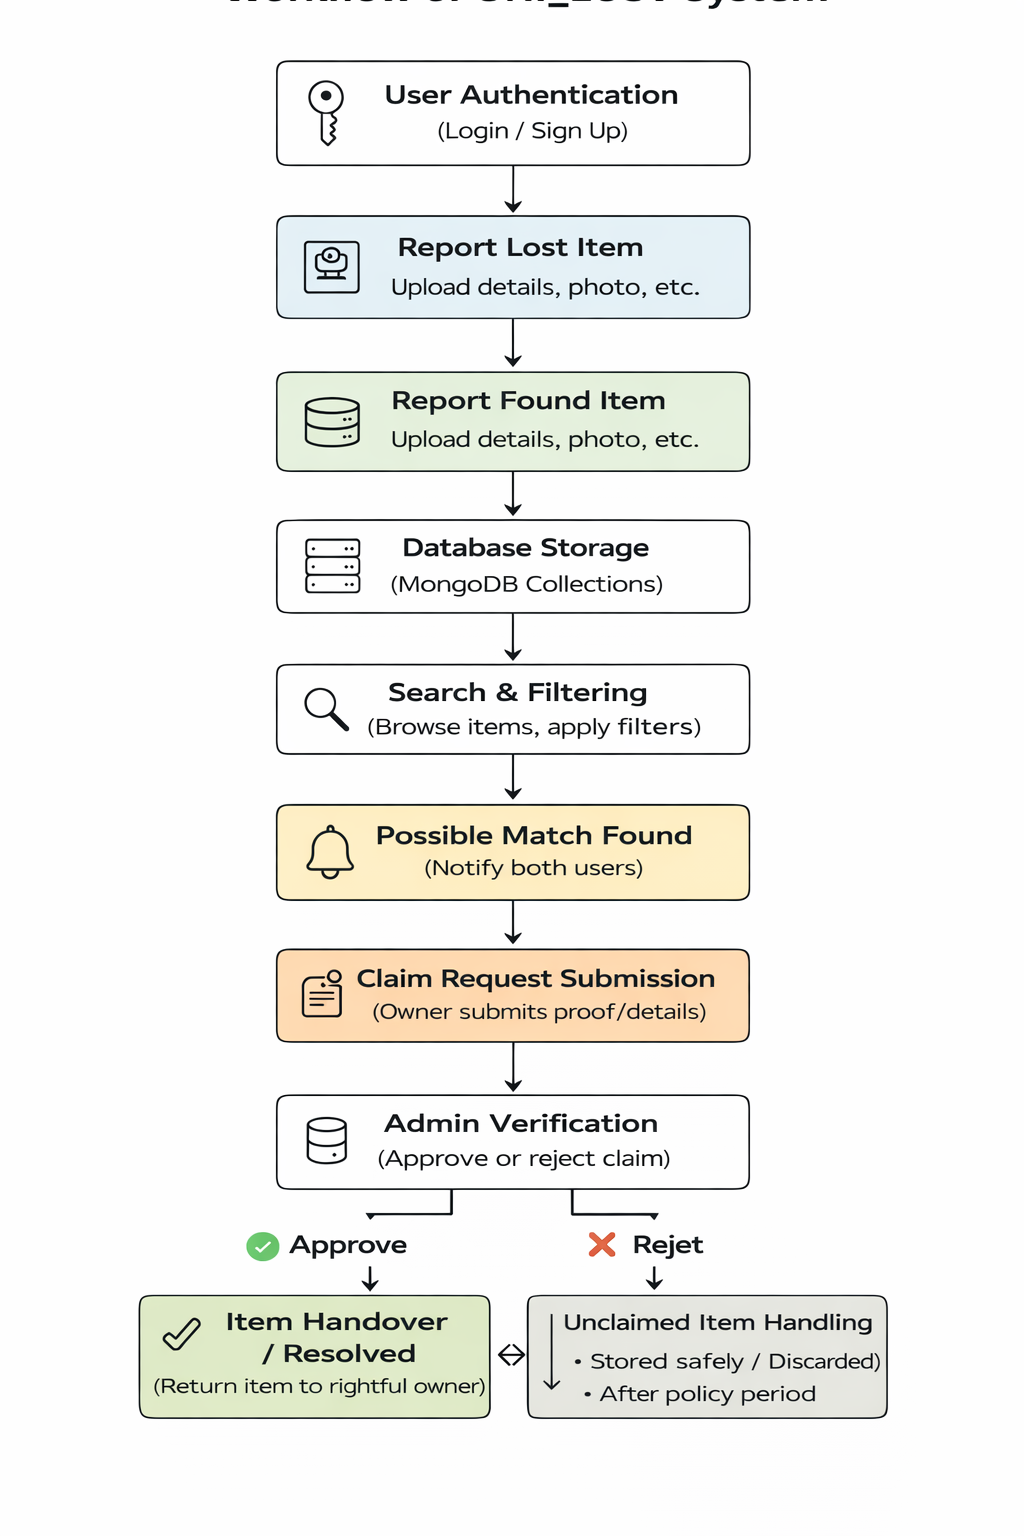 User Authentication
(Login / Sign Up)
Report Lost Item
Upload details, photo, etc.
Report Found Item
Upload details, photo, etc.
Database Storage
(MongoDB Collections)
Search & Filtering
(Browse items, apply filters)
Possible Match Found
(Notify both users)
Claim Request Submission
(Owner submits proof/details)
Admin Verification
(Approve or reject claim)
Approve
Rejet
Item Handover
/ Resolved
(Return item to rightful owner)
Unclaimed Item Handling
• Stored safely / Discarded)
• After policy period